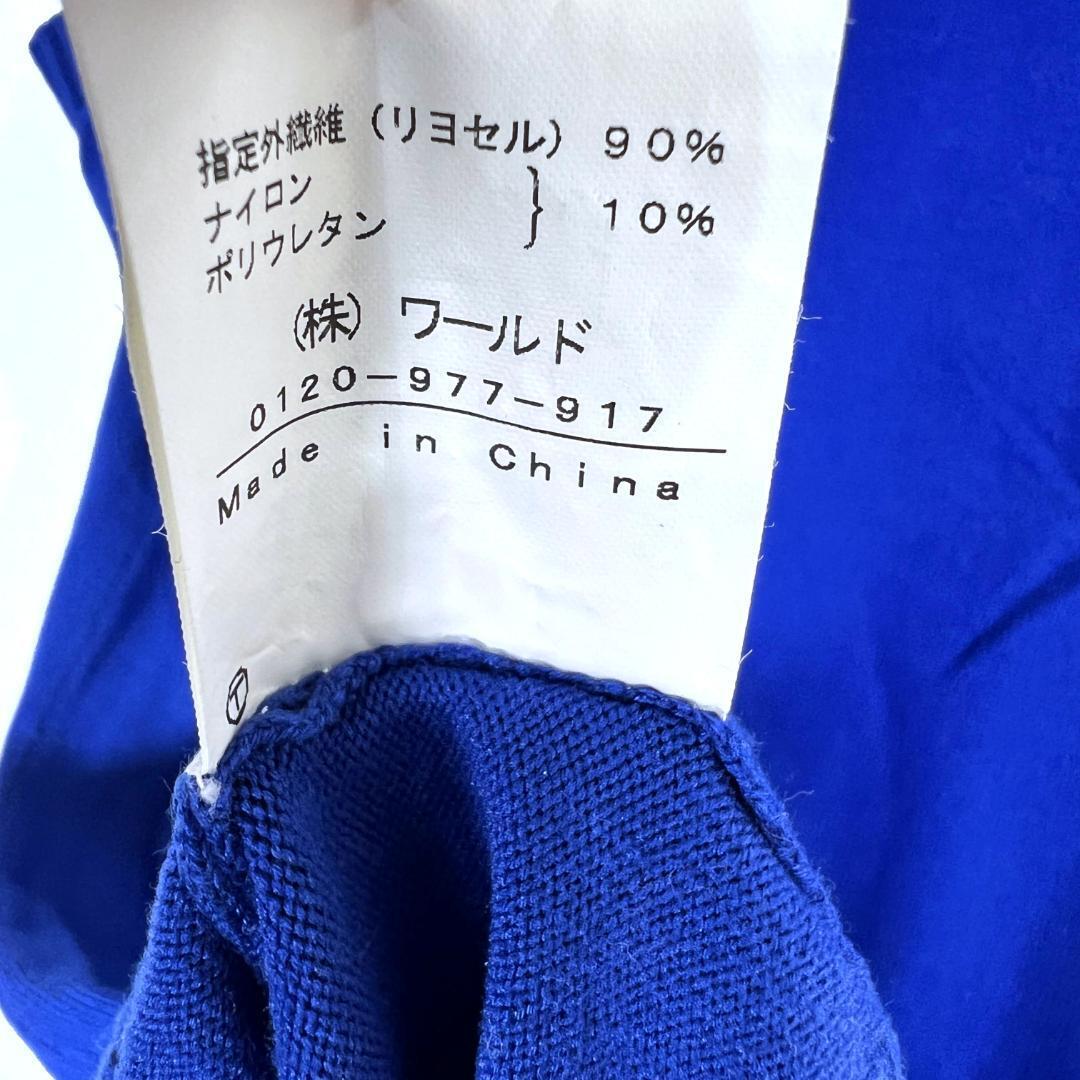 指定外繊維（リヨセル） 90%
ナイロン
ポリウレタン } 10%
(株) ワールド
0120-977-917
Made in China
T